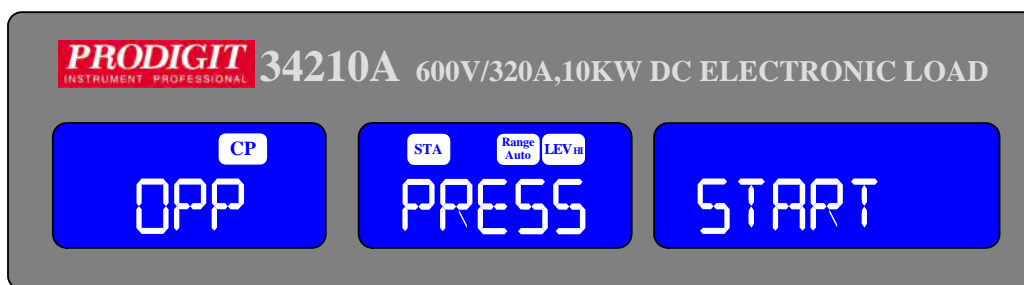 PRODIGIT
INSTRUMENT PROFESSIONAL
34210A 600V/320A,10KW DC ELECTRONIC LOAD
CP
STA Range Auto LEV HI
OPP PRESS START